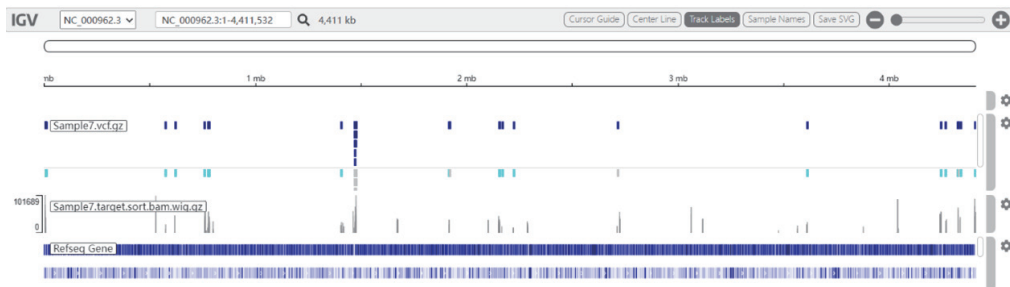 IGV NC_000962.3 NC_000962.3:1-4,411,532 4,411 kb Cursor Guide Center Line Track Labels Sample Names Save SVG
mb 1 mb 2 mb 3 mb 4 mb
Sample7.vcf.gz
101689
Sample7.target.sort.bam.wig.gz
0
Refseq Gene